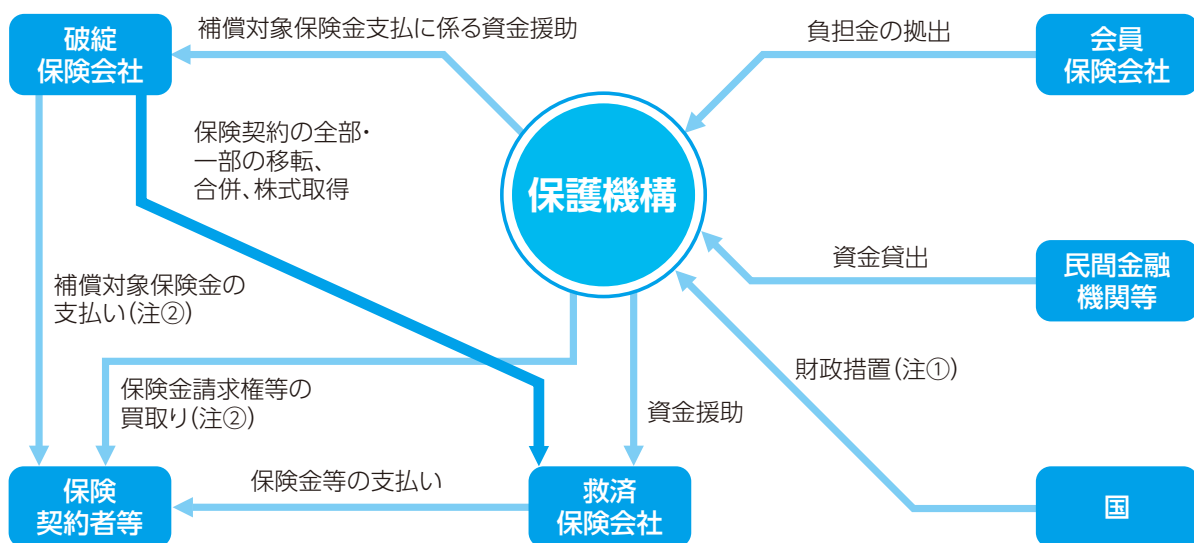 破綻
保険会社
補償対象保険金支払に係る資金援助
負担金の拠出
会員
保険会社
保険契約の全部・
一部の移転、
合併、株式取得
保護機構
補償対象保険金の
支払い(注②)
資金貸出
民間金融
機関等
財政措置(注①)
保険金請求権等の
買取り(注②)
資金援助
保険
契約者等
保険金等の支払い
救済
保険会社
国